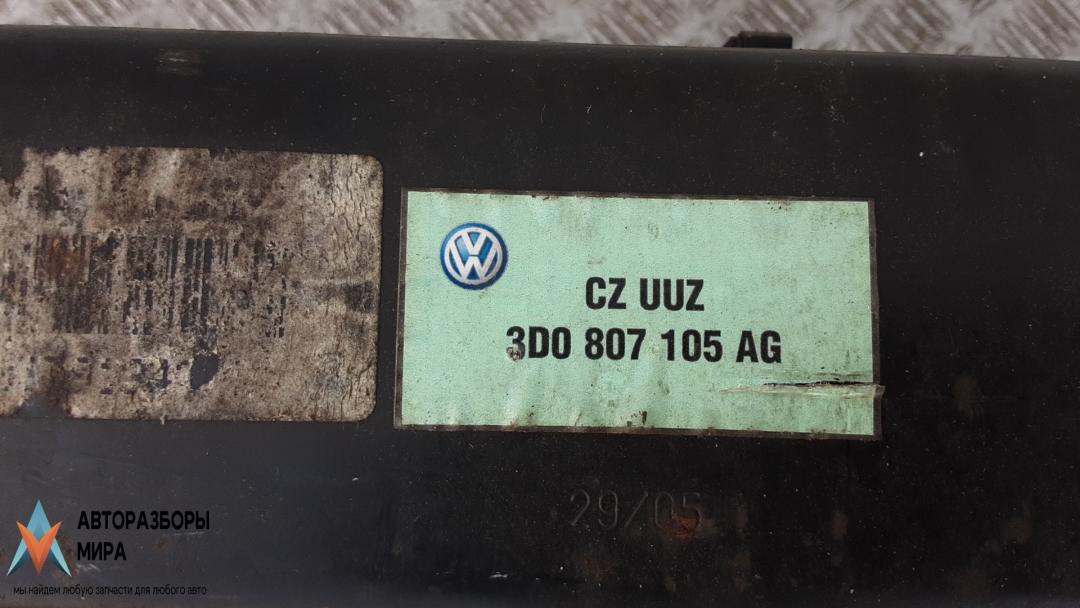 CZ UUZ
3D0 807 105 AG
29/05
АВТОРАЗБОРЫ
МИРА
мы найдем любую запчасти для любого авто